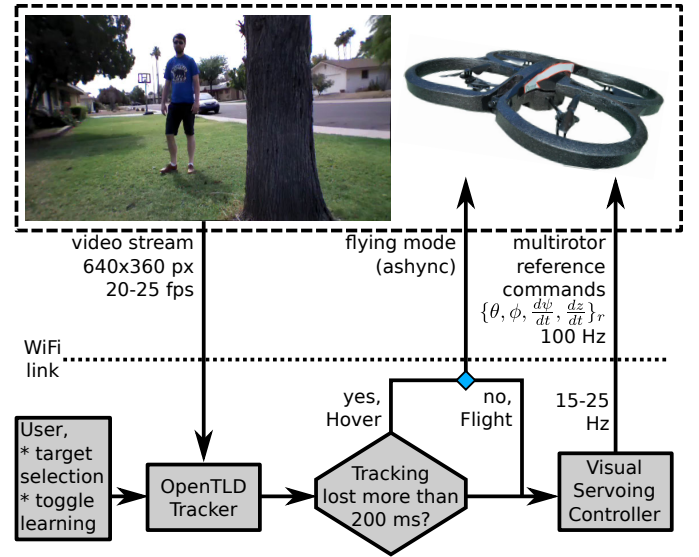 video stream
640x360 px
20-25 fps
flying mode
(ashync)
multirotor
reference
commands
{θ, ϕ, dψ/dt, dz/dt}r
100 Hz
WiFi
link
yes,
Hover
no,
Flight
15-25
Hz
User,
* target
selection
* toggle
learning
OpenTLD
Tracker
Tracking
lost more than
200 ms?
Visual
Servoing
Controller